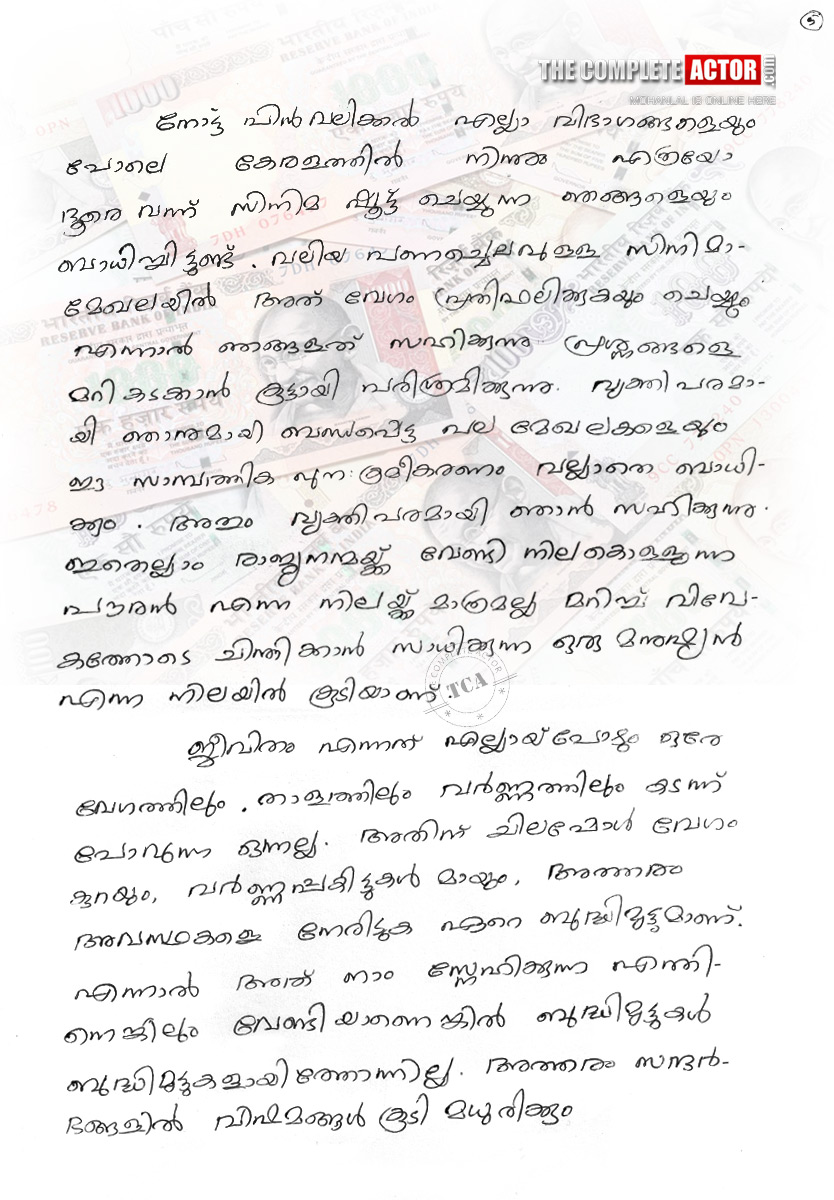 5
THE COMPLETE ACTOR.com
MOHANLAL IS ONLINE HERE
നോട്ട് പിൻവലിക്കൽ എല്ലാ വിഭാഗങ്ങളെയും
പോലെ കേരളത്തിൽ നിന്നും എത്രയോ
ദൂരെ വന്ന് സിനിമ ഷൂട്ട് ചെയ്യുന്ന ഞങ്ങളെയും
ബാധിച്ചിട്ടുണ്ട്. വലിയ പണച്ചെലവുള്ള സിനിമാ-
മേഖലയിൽ അത് വേഗം പ്രതിഫലിക്കുകയും ചെയ്യും
എന്നാൽ ഞങ്ങളത് സഹിക്കുന്നു പ്രശ്നങ്ങളെ
മറികടക്കാൻ കൂട്ടായി പരിശ്രമിക്കുന്നു. വ്യക്തിപരമാ-
യി ഞാനുമായി ബന്ധപ്പെട്ട പല മേഖലകളെയും
ഈ സാമ്പത്തിക പുനഃക്രമീകരണം വല്ലാതെ ബാധി-
ക്കും. അതും വ്യക്തിപരമായി ഞാൻ സഹിക്കുന്നു.
ഇതെല്ലാം രാജ്യനന്മയ്ക്ക് വേണ്ടി നിലകൊള്ളുന്ന
പൗരൻ എന്ന നിലയ്ക്ക് മാത്രമല്ല മറിച്ച് വിവേ-
കത്തോടെ ചിന്തിക്കാൻ സാധിക്കുന്ന ഒരു മനുഷ്യൻ
എന്ന നിലയിൽ കൂടിയാണ്.
TCA
ജീവിതം എന്നത് എല്ലായ്പോഴും ഒരേ
വേഗത്തിലും, താളത്തിലും വർണ്ണത്തിലും കടന്ന്
പോവുന്ന ഒന്നല്ല. അതിന് ചിലപ്പോൾ വേഗം
കുറയും, വർണ്ണപ്പകിട്ടുകൾ മായും, അത്തരം
അവസ്ഥകളെ നേരിടുക ഏറെ ബുദ്ധിമുട്ടുമാണ്.
എന്നാൽ അത് നാം സ്നേഹിക്കുന്ന എന്തി-
നെങ്കിലും വേണ്ടിയാണെങ്കിൽ ബുദ്ധിമുട്ടുകൾ
ബുദ്ധിമുട്ടുകളായിത്തോന്നില്ല. അത്തരം സന്ദർ-
ഭങ്ങളിൽ വിഷമങ്ങൾ കൂടി മധുരിക്കും